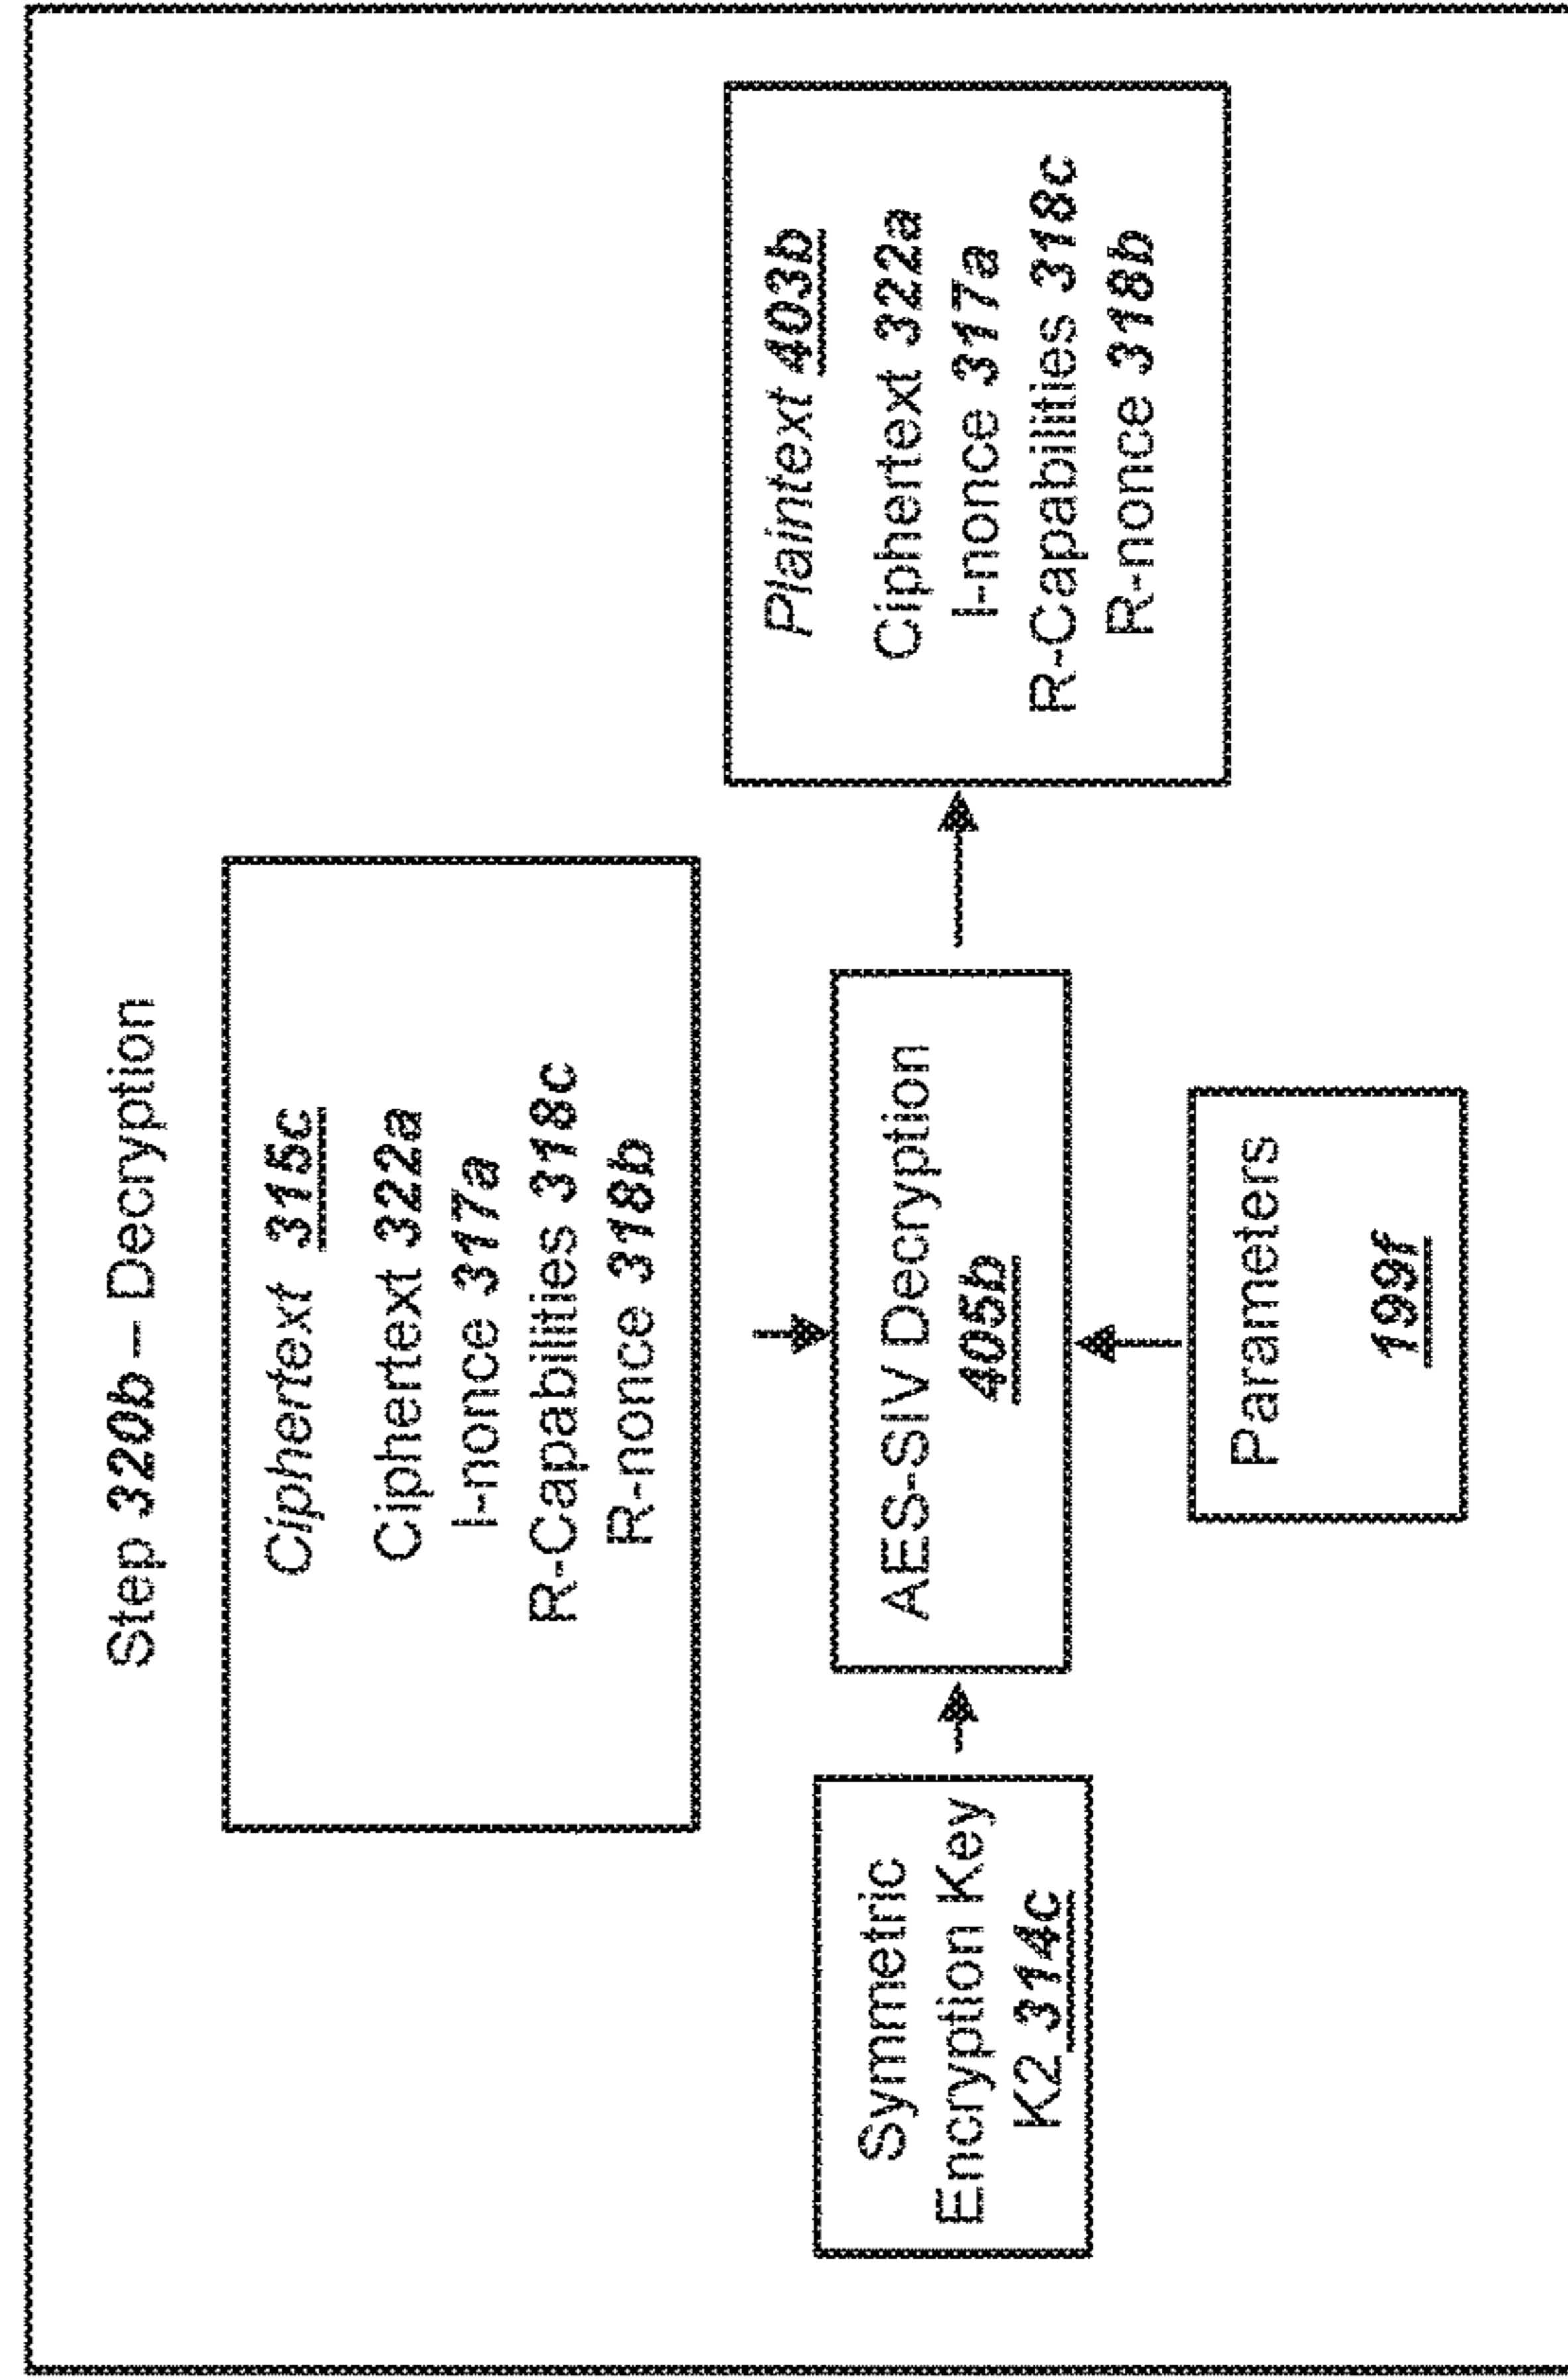 Step 320b – Decryption
Ciphertext 315c
Ciphertext 322a
I-nonce 317a
R-Capabilities 318c
R-nonce 318b
Symmetric
Encryption Key
K2 314c
AES-SIV Decryption
405b
Plaintext 403b
Ciphertext 322a
I-nonce 317a
R-Capabilities 318c
R-nonce 318b
Parameters
199f